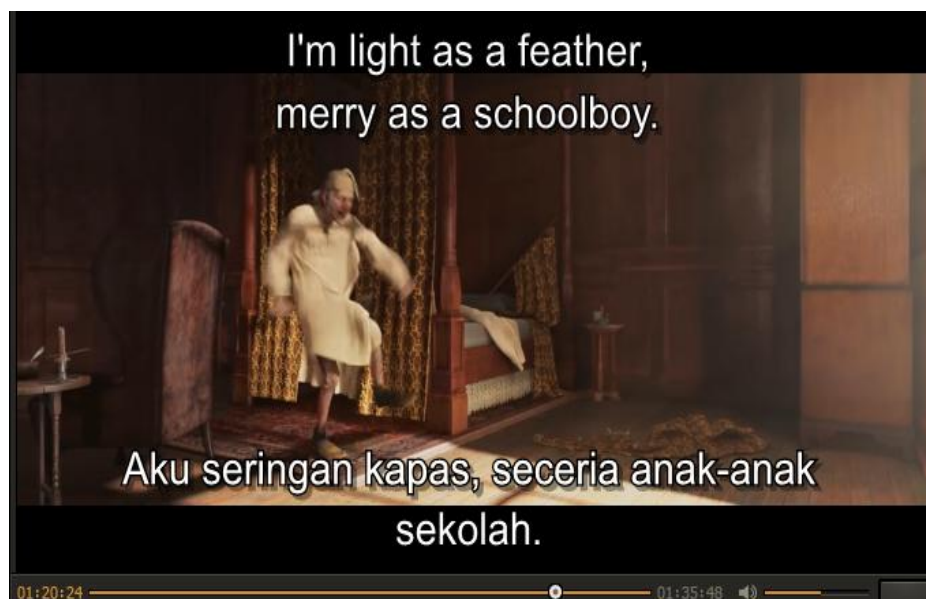 I'm light as a feather,
merry as a schoolboy.
Aku seringan kapas, seceria anak-anak
sekolah.
01:20:24
01:35:48